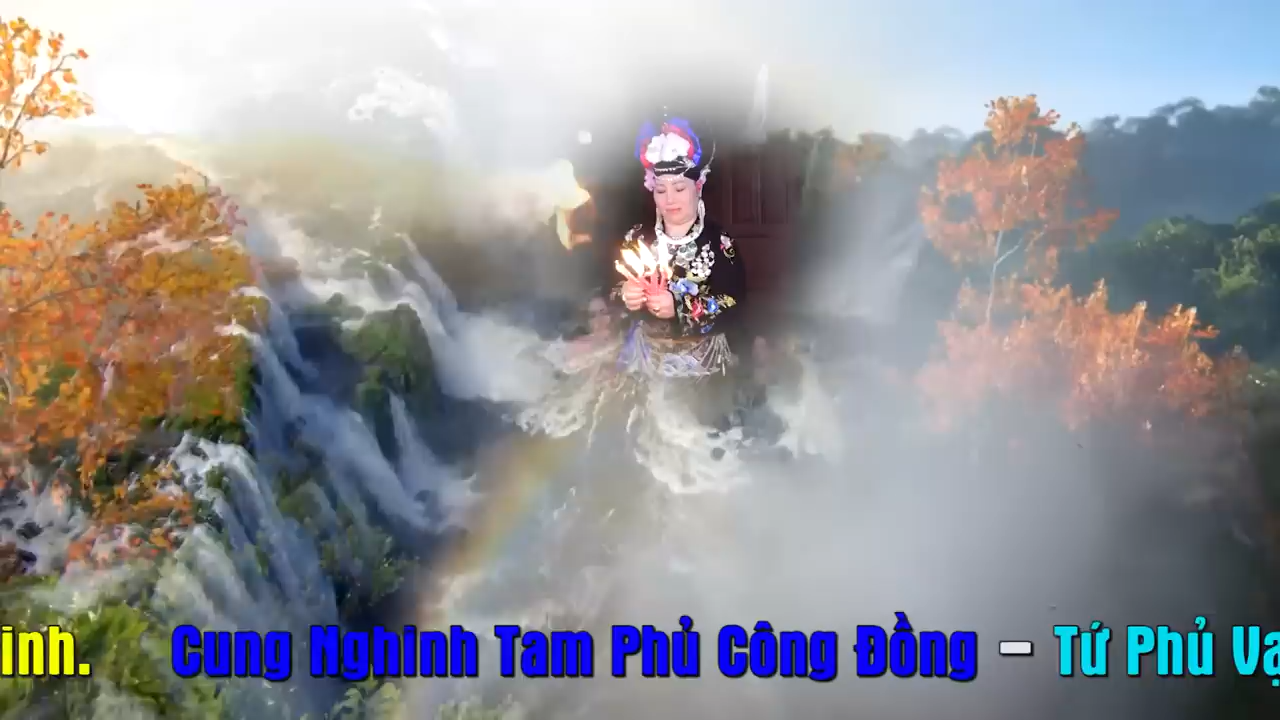 inh. Cung Nghinh Tam Phủ Công Đồng - Tứ Phủ Vạ